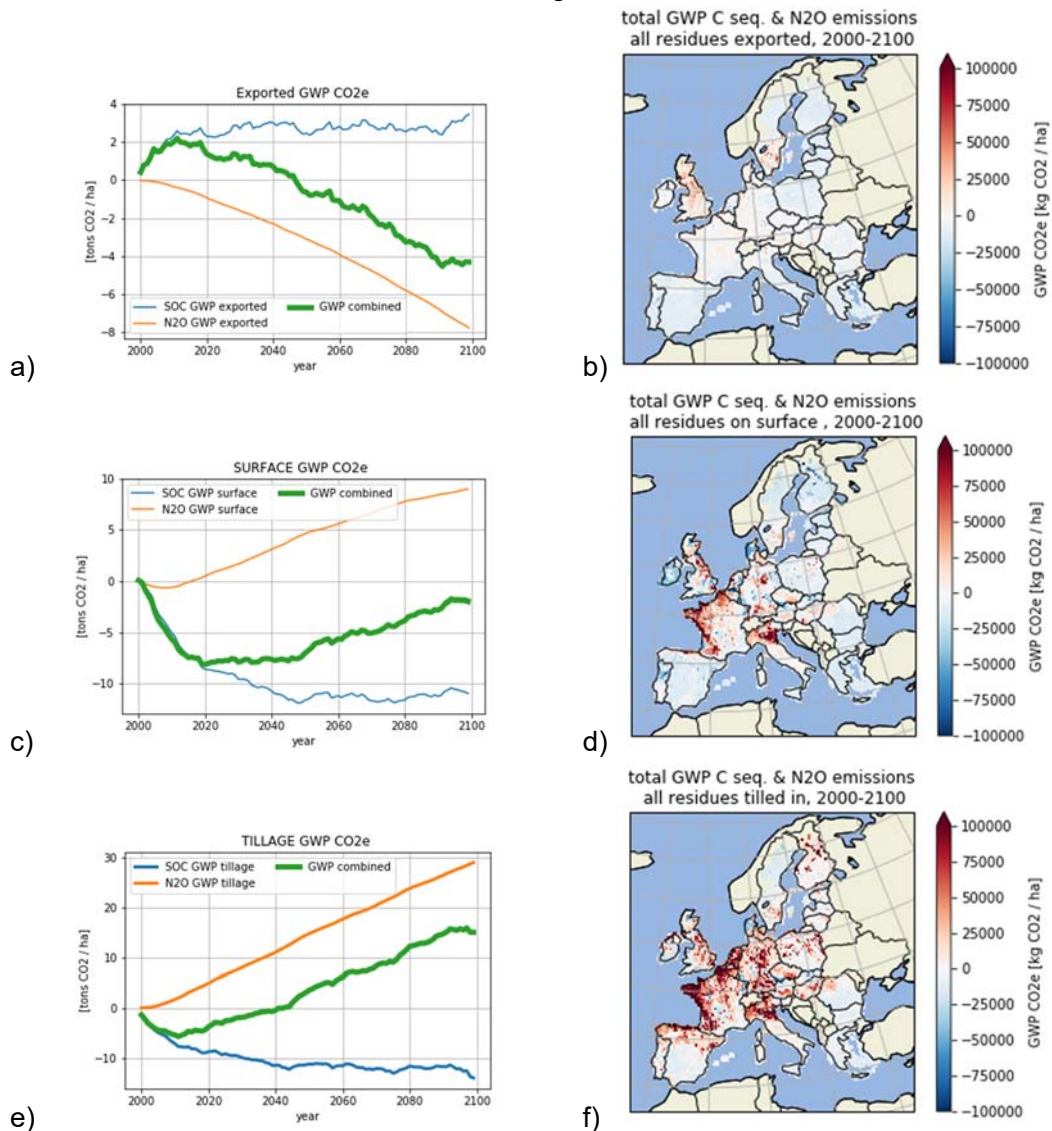 Exported GWP CO2e
4
2
0
−2
−4
−6
−8
[tons CO2 / ha]
SOC GWP exported
N2O GWP exported
GWP combined
2000 2020 2040 2060 2080 2100
year
a)
total GWP C seq. & N2O emissions
all residues exported, 2000-2100
100000
75000
50000
25000
0
−25000
−50000
−75000
−100000
GWP CO2e [kg CO2 / ha]
b)
SURFACE GWP CO2e
10
5
0
−5
−10
[tons CO2 / ha]
SOC GWP surface
N2O GWP surface
GWP combined
2000 2020 2040 2060 2080 2100
year
c)
total GWP C seq. & N2O emissions
all residues on surface , 2000-2100
100000
75000
50000
25000
0
−25000
−50000
−75000
−100000
GWP CO2e [kg CO2 / ha]
d)
TILLAGE GWP CO2e
30
20
10
0
−10
[tons CO2 / ha]
SOC GWP tillage
N2O GWP tillage
GWP combined
2000 2020 2040 2060 2080 2100
year
e)
total GWP C seq. & N2O emissions
all residues tilled in, 2000-2100
100000
75000
50000
25000
0
−25000
−50000
−75000
−100000
GWP CO2e [kg CO2 / ha]
f)